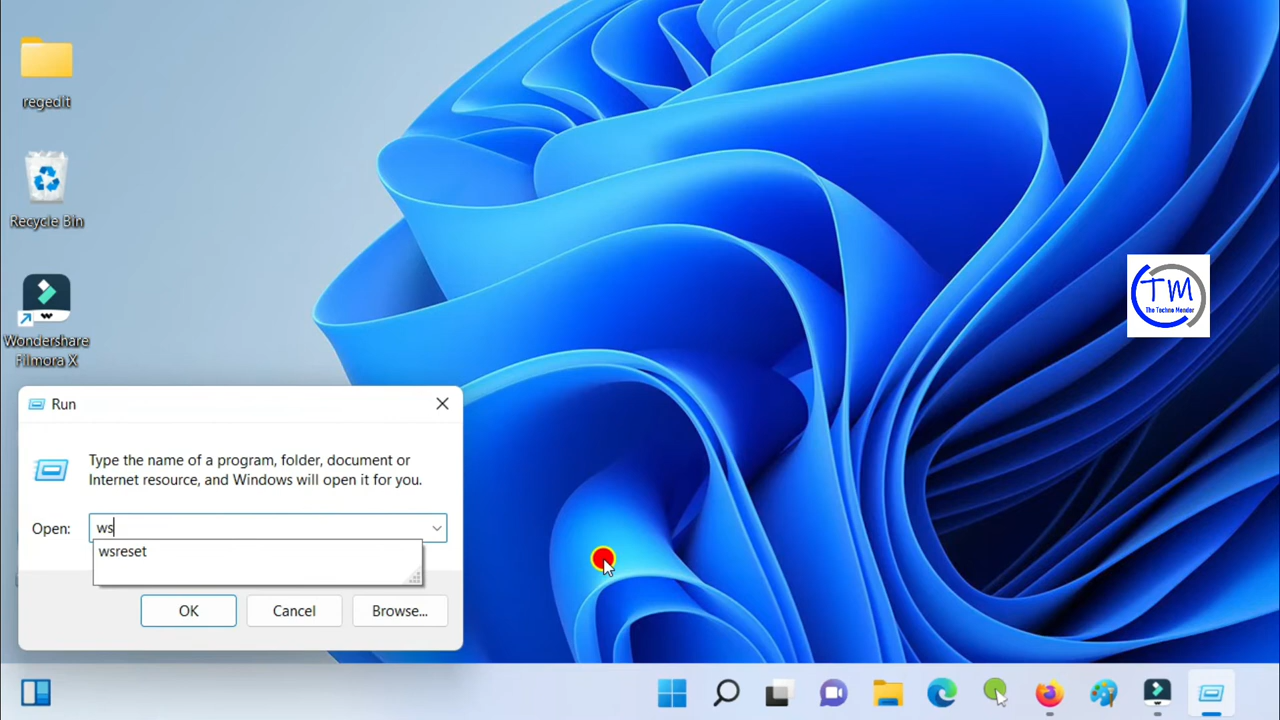 regedit
Recycle Bin
Wondershare
Filmora X
TM
The Techno Mender
Run
Type the name of a program, folder, document or
Internet resource, and Windows will open it for you.
Open:
ws
wsreset
OK
Cancel
Browse...